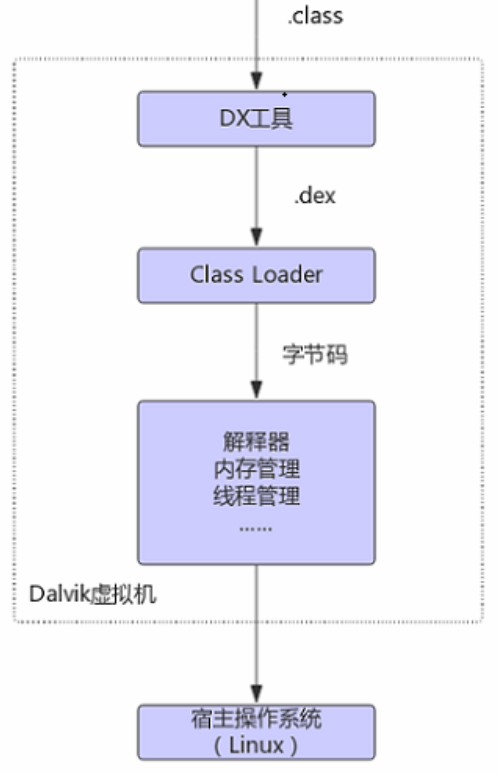 .class
DX工具
.dex
Class Loader
字节码
解释器
内存管理
线程管理
......
Dalvik虚拟机
宿主操作系统
（Linux）